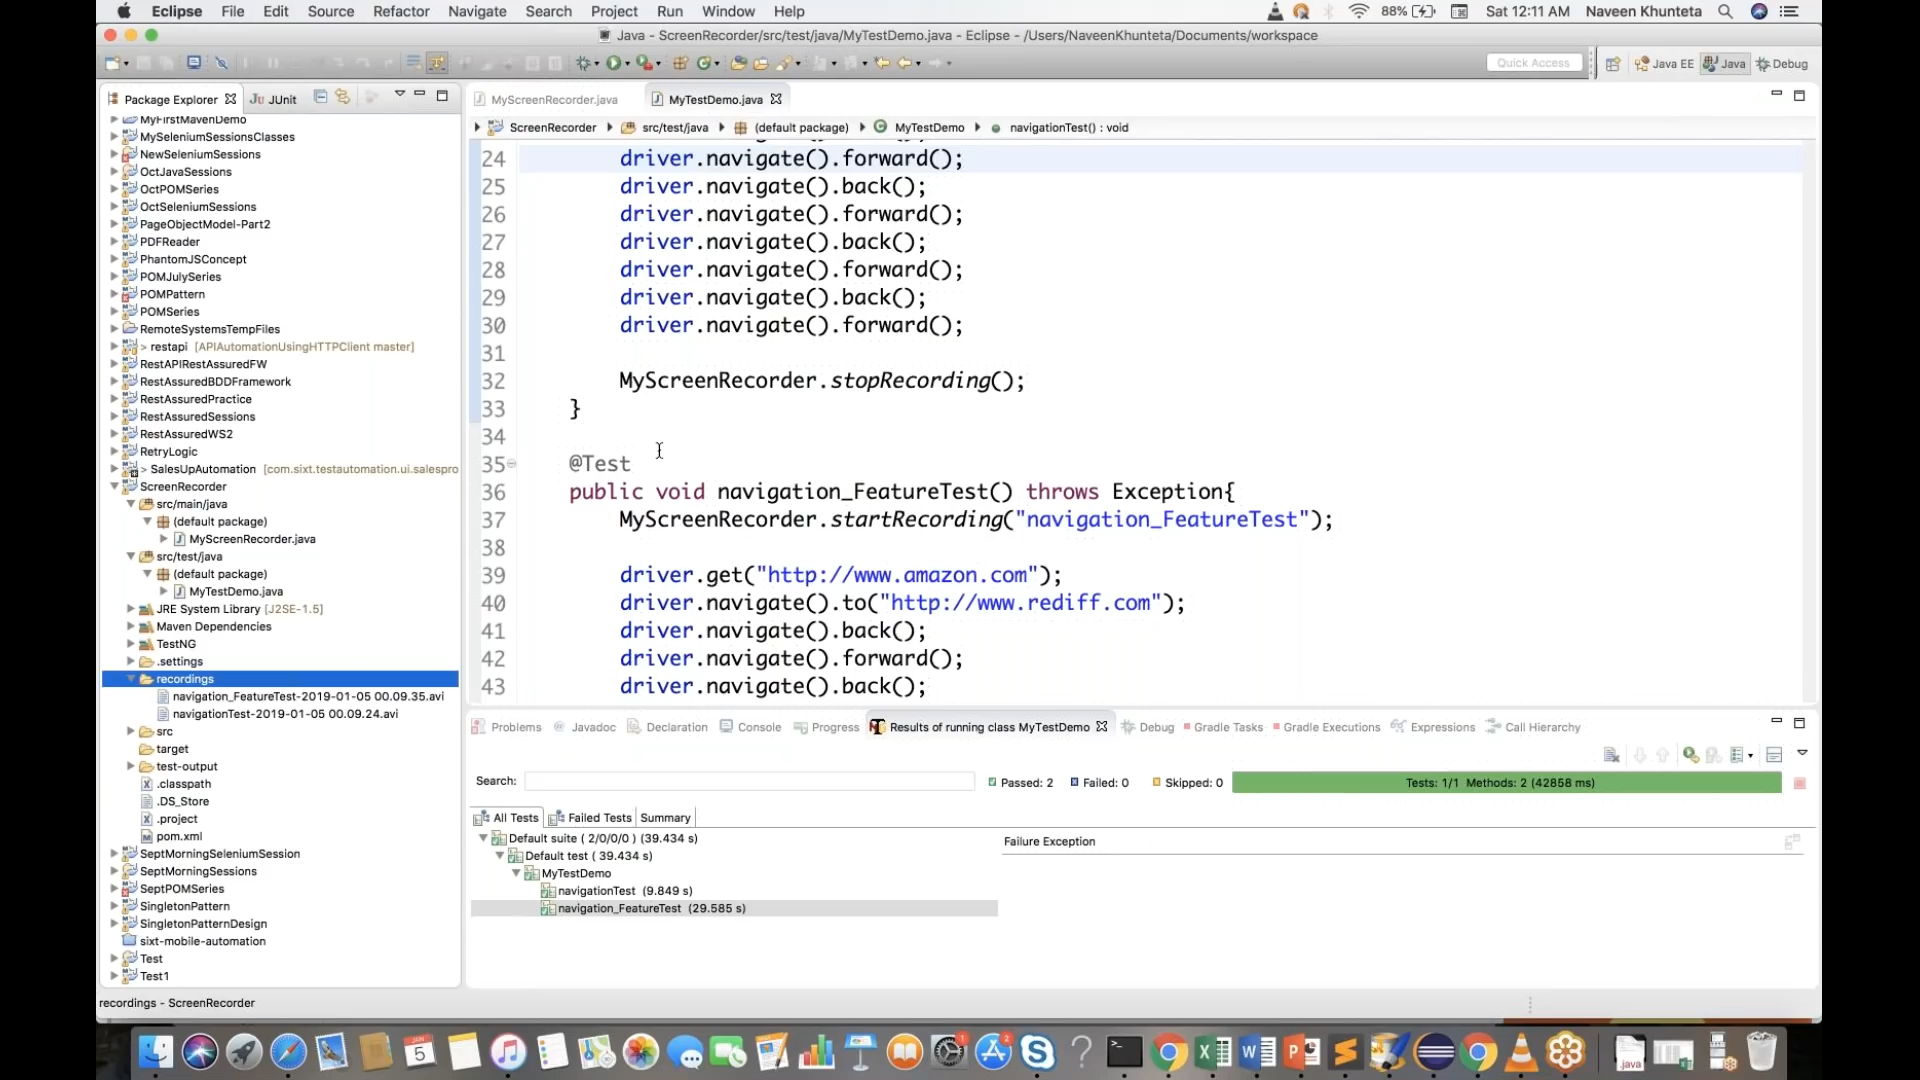 Eclipse File Edit Source Refactor Navigate Search Project Run Window Help 88% Sat 12:11 AM Naveen Khunteta
Java - ScreenRecorder/src/test/java/MyTestDemo.java - Eclipse - /Users/NaveenKhunteta/Documents/workspace
Quick Access Java EE Java Debug
Package Explorer JUnit
MyFirstMavenDemo
MySeleniumSessionsClasses
NewSeleniumSessions
OctJavaSessions
OctPOMSeries
OctSeleniumSessions
PageObjectModel-Part2
PDFReader
PhantomJSConcept
POMJulySeries
POMPattern
POMSeries
RemoteSystemsTempFiles
> restapi [APIAutomationUsingHTTPClient master]
RestAPIRestAssuredFW
RestAssuredBDDFramework
RestAssuredPractice
RestAssuredSessions
RestAssuredWS2
RetryLogic
> SalesUpAutomation [com.sixt.testautomation.ui.salespro
ScreenRecorder
src/main/java
(default package)
MyScreenRecorder.java
src/test/java
(default package)
MyTestDemo.java
JRE System Library [J2SE-1.5]
Maven Dependencies
TestNG
.settings
recordings
navigation_FeatureTest-2019-01-05 00.09.35.avi
navigationTest-2019-01-05 00.09.24.avi
src
target
test-output
.classpath
.DS_Store
.project
pom.xml
SeptMorningSeleniumSession
SeptMorningSessions
SeptPOMSeries
SingletonPattern
SingletonPatternDesign
sixt-mobile-automation
Test
Test1
MyScreenRecorder.java MyTestDemo.java
ScreenRecorder src/test/java (default package) MyTestDemo navigationTest() : void
24 driver.navigate().forward();
25 driver.navigate().back();
26 driver.navigate().forward();
27 driver.navigate().back();
28 driver.navigate().forward();
29 driver.navigate().back();
30 driver.navigate().forward();
31
32 MyScreenRecorder.stopRecording();
33 }
34
35 @Test
36 public void navigation_FeatureTest() throws Exception{
37 MyScreenRecorder.startRecording("navigation_FeatureTest");
38
39 driver.get("http://www.amazon.com");
40 driver.navigate().to("http://www.rediff.com");
41 driver.navigate().back();
42 driver.navigate().forward();
43 driver.navigate().back();
Problems Javadoc Declaration Console Progress Results of running class MyTestDemo Debug Gradle Tasks Gradle Executions Expressions Call Hierarchy
Search: Passed: 2 Failed: 0 Skipped: 0 Tests: 1/1 Methods: 2 (42858 ms)
All Tests Failed Tests Summary
Default suite ( 2/0/0/0 ) (39.434 s)
Default test ( 39.434 s)
MyTestDemo
navigationTest (9.849 s)
navigation_FeatureTest (29.585 s)
Failure Exception
recordings - ScreenRecorder